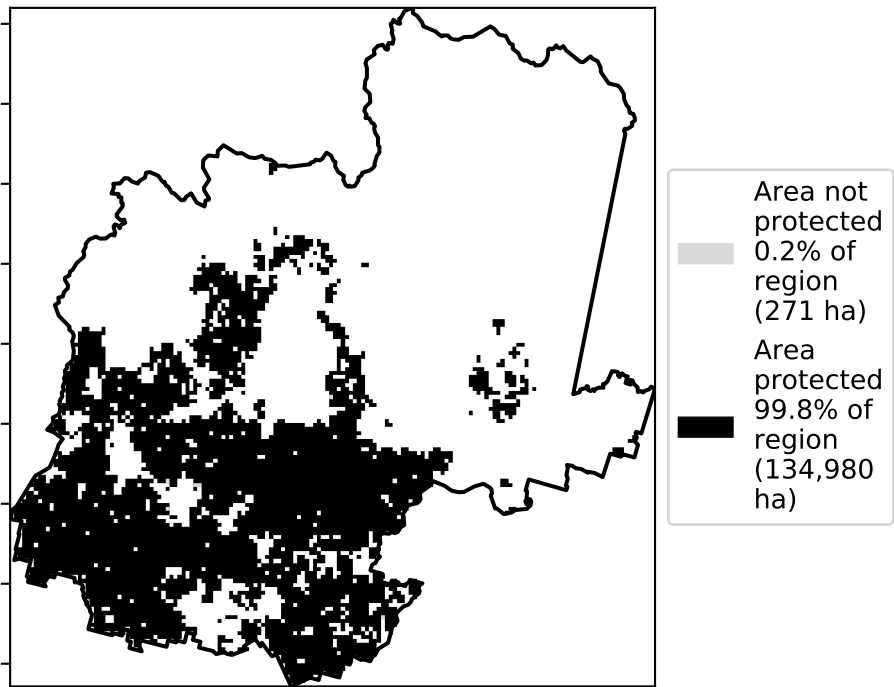 Area not
protected
0.2% of
region
(271 ha)
Area
protected
99.8% of
region
(134,980
ha)